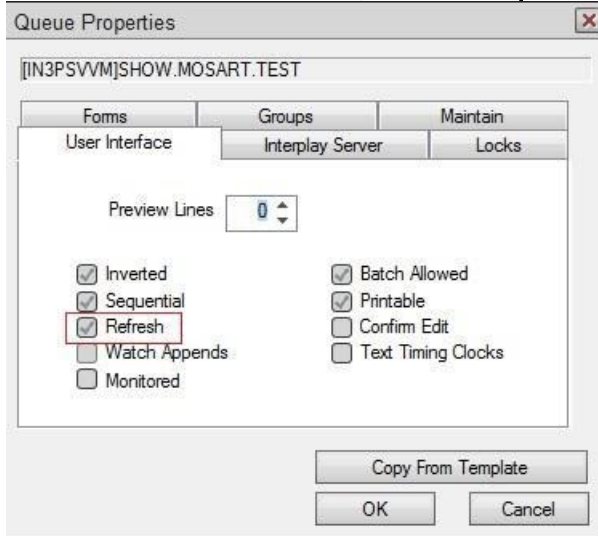 Queue Properties
[IN3PSVVM]SHOW.MOSART.TEST
Forms Groups Maintain
User Interface Interplay Server Locks
Preview Lines 0
Inverted Batch Allowed
Sequential Printable
Refresh Confirm Edit
Watch Appends Text Timing Clocks
Monitored
Copy From Template
OK Cancel